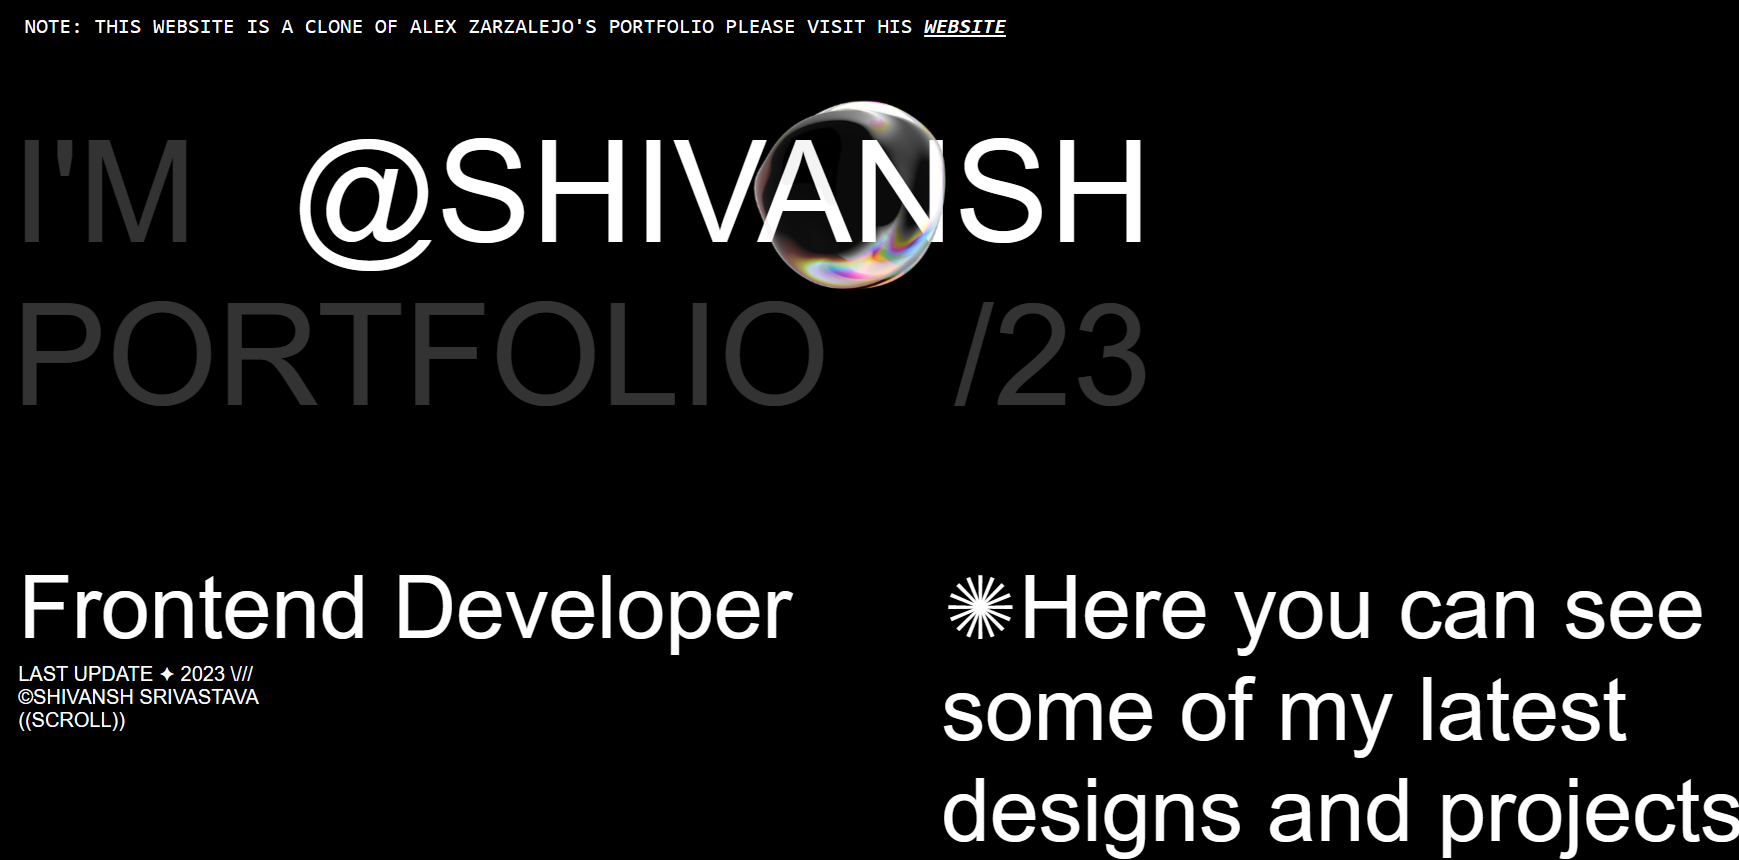 NOTE: THIS WEBSITE IS A CLONE OF ALEX ZARZALEJO'S PORTFOLIO PLEASE VISIT HIS WEBSITE
I'M @SHIVANSH
PORTFOLIO /23
Frontend Developer
LAST UPDATE ✦ 2023 \///
©SHIVANSH SRIVASTAVA
((SCROLL))
✺Here you can see
some of my latest
designs and projects